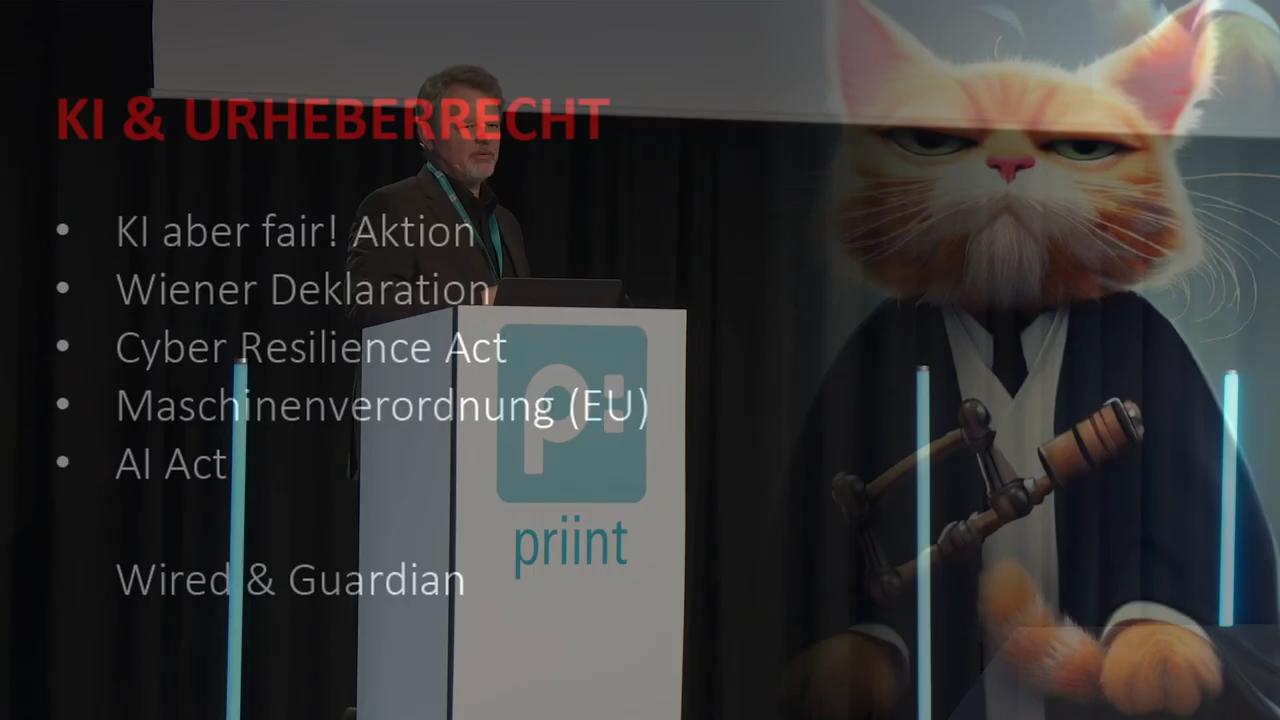 KI & URHEBERRECHT
• KI aber fair! Aktion
• Wiener Deklaration
• Cyber Resilience Act
• Maschinenverordnung (EU)
• AI Act
Wired & Guardian
p:
priint